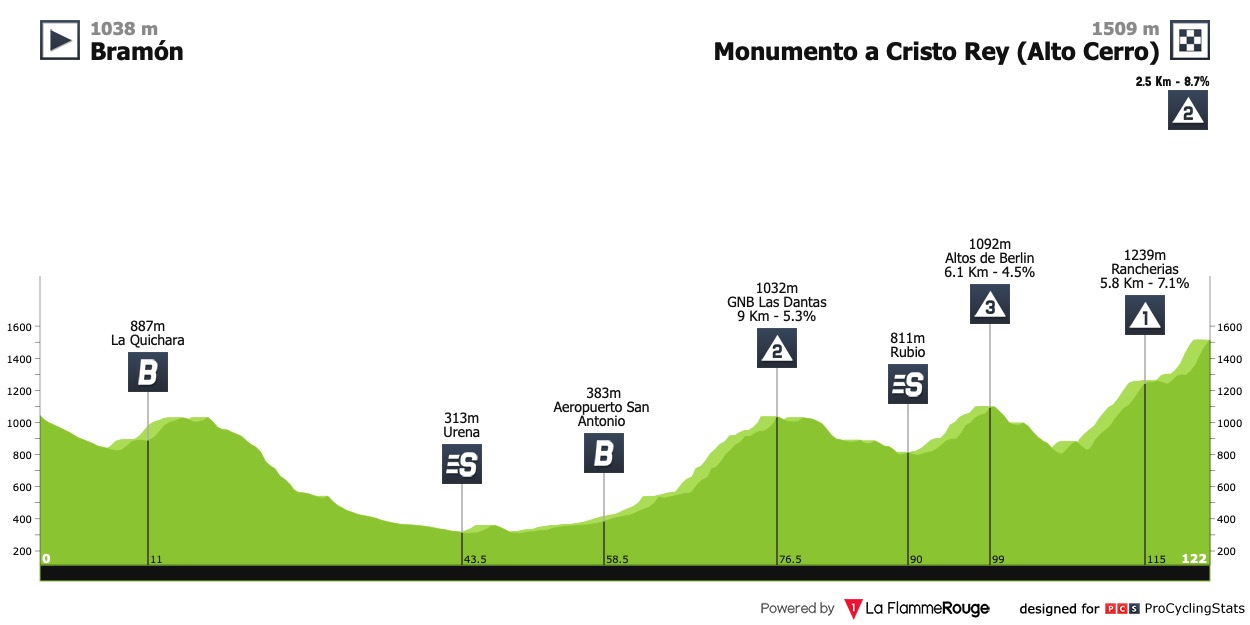 1038 m
Bramón
1509 m
Monumento a Cristo Rey (Alto Cerro)
2.5 Km - 8.7%
2
887m
La Quichara
B
313m
Urena
S
383m
Aeropuerto San
Antonio
B
1032m
GNB Las Dantas
9 Km - 5.3%
2
811m
Rubio
S
1092m
Altos de Berlin
6.1 Km - 4.5%
3
1239m
Rancherias
5.8 Km - 7.1%
1
1600
1400
1200
1000
800
600
400
200
1600
1400
1200
1000
800
600
400
200
0
11
43.5
58.5
76.5
90
99
115
122
Powered by 1 La FlammeRouge designed for PCS ProCyclingStats